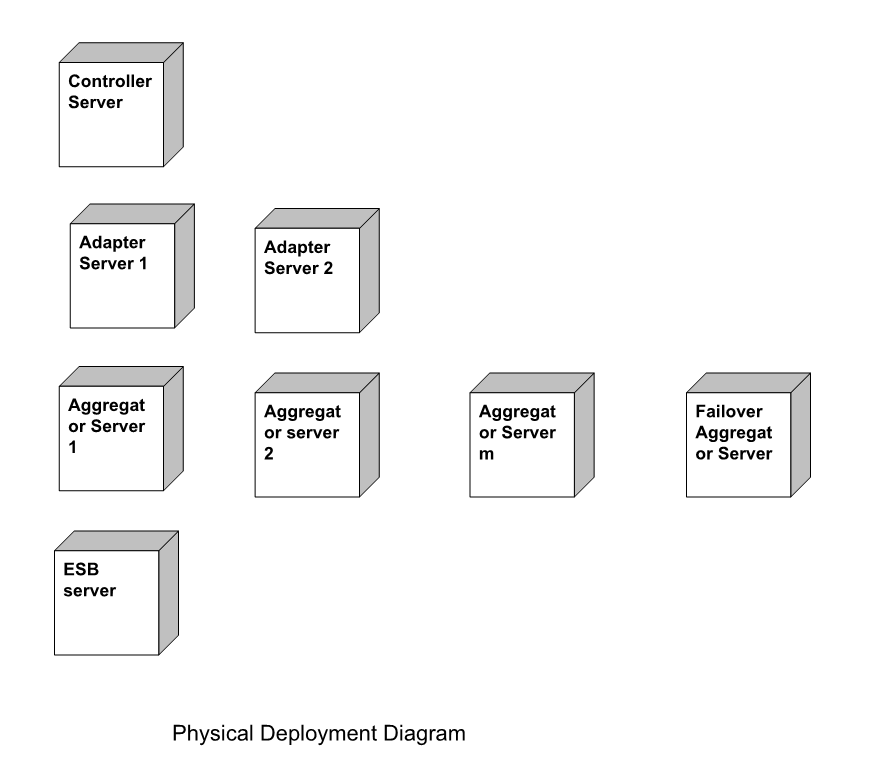 Controller
Server
Adapter
Server 1
Adapter
Server 2
Aggregat
or Server
1
Aggregat
or server
2
Aggregat
or Server
m
Failover
Aggregat
or Server
ESB
server
Physical Deployment Diagram